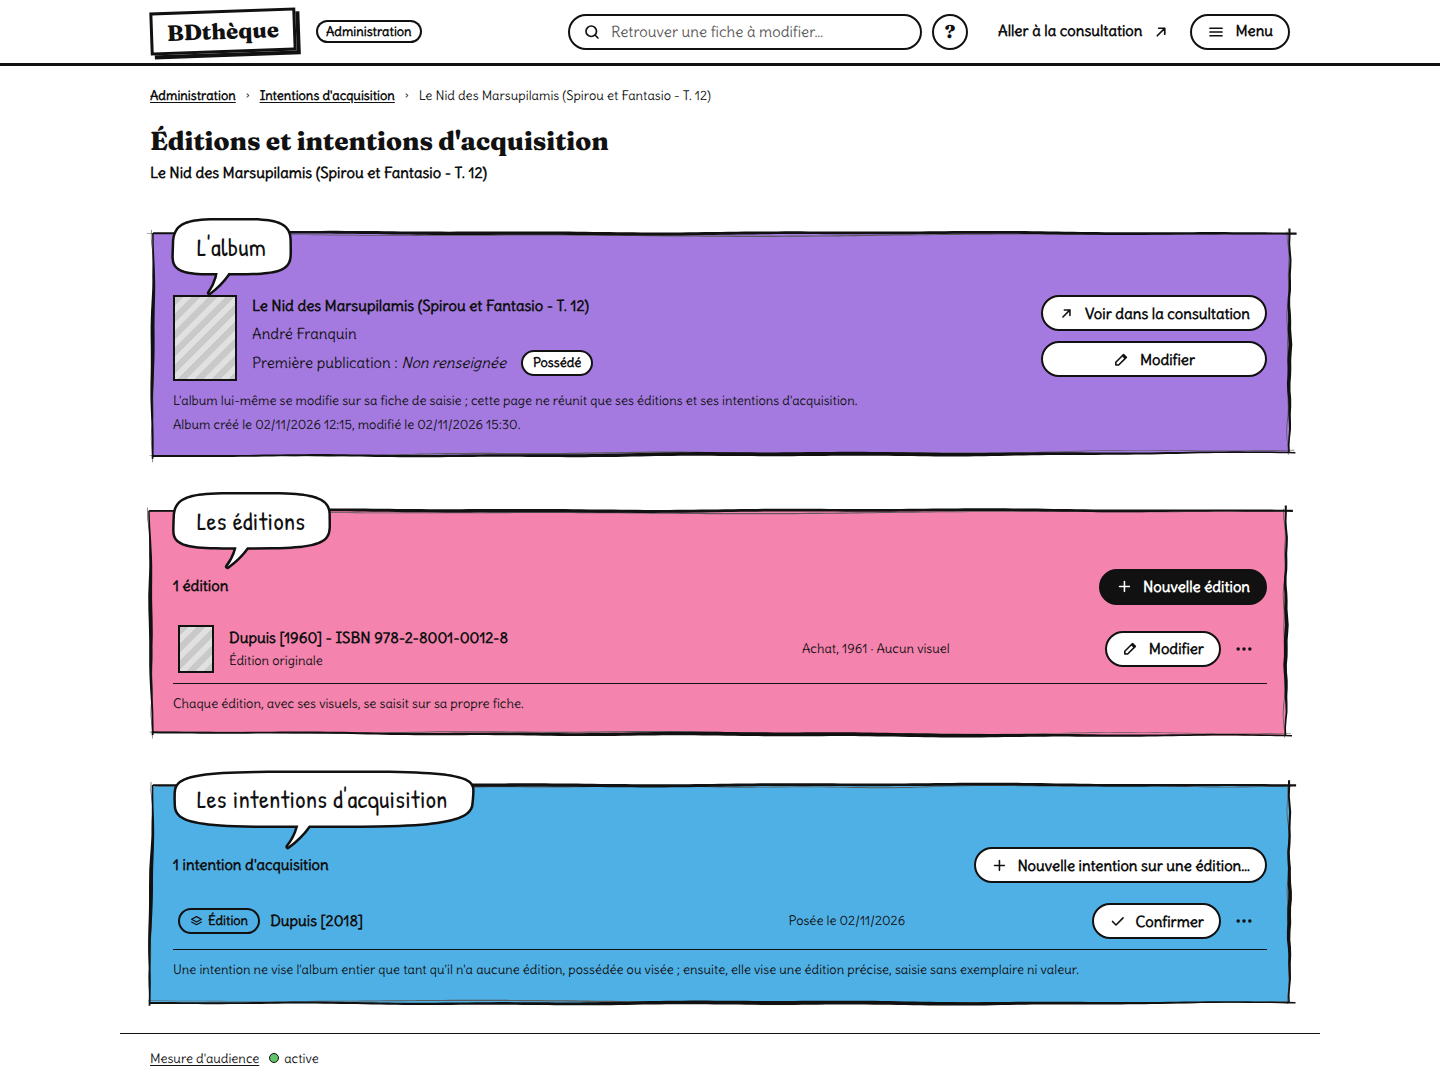 BDthèque
Administration
Retrouver une fiche à modifier...
?
Aller à la consultation
Menu
Administration › Intentions d'acquisition › Le Nid des Marsupilamis (Spirou et Fantasio - T. 12)
Éditions et intentions d'acquisition
Le Nid des Marsupilamis (Spirou et Fantasio - T. 12)
L'album
Le Nid des Marsupilamis (Spirou et Fantasio - T. 12)
André Franquin
Première publication : Non renseignée
Possédé
Voir dans la consultation
Modifier
L'album lui-même se modifie sur sa fiche de saisie ; cette page ne réunit que ses éditions et ses intentions d'acquisition.
Album créé le 02/11/2026 12:15, modifié le 02/11/2026 15:30.
Les éditions
1 édition
Nouvelle édition
Dupuis [1960] - ISBN 978-2-8001-0012-8
Édition originale
Achat, 1961 · Aucun visuel
Modifier
Chaque édition, avec ses visuels, se saisit sur sa propre fiche.
Les intentions d'acquisition
1 intention d'acquisition
Nouvelle intention sur une édition...
Édition
Dupuis [2018]
Posée le 02/11/2026
Confirmer
Une intention ne vise l'album entier que tant qu'il n'a aucune édition, possédée ou visée ; ensuite, elle vise une édition précise, saisie sans exemplaire ni valeur.
Mesure d'audience
active